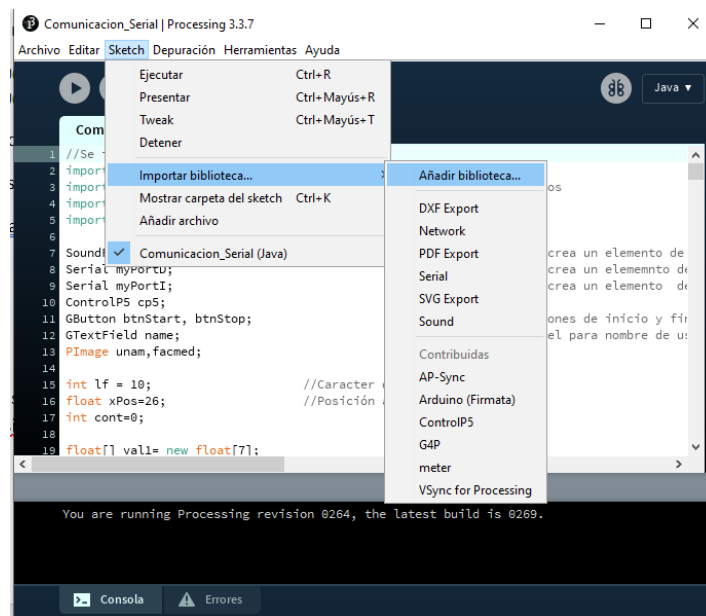 Comunicacion_Serial | Processing 3.3.7
Archivo Editar Sketch Depuración Herramientas Ayuda
Java
Ejecutar Ctrl+R
Presentar Ctrl+Mayús+R
Tweak Ctrl+Mayús+T
Detener
Importar biblioteca...
Mostrar carpeta del sketch Ctrl+K
Añadir archivo
Comunicacion_Serial (Java)
Añadir biblioteca...
DXF Export
Network
PDF Export
Serial
SVG Export
Sound
Contribuidas
AP-Sync
Arduino (Firmata)
ControlP5
G4P
meter
VSync for Processing
Com
1 //Se
2 import
3 import os
4 import
5 import
6
7 Sound crea un elemento de
8 Serial myPortD; crea un elememnto de
9 Serial myPortI; crea un elemento de
10 ControlP5 cp5;
11 GButton btnStart, btnStop; ones de inicio y fin
12 GTextField name; el para nombre de us
13 PImage unam,facmed;
14
15 int lf = 10; //Caracter
16 float xPos=26; //Posición
17 int cont=0;
18
19 float[] val1= new float[7];
You are running Processing revision 0264, the latest build is 0269.
Consola Errores